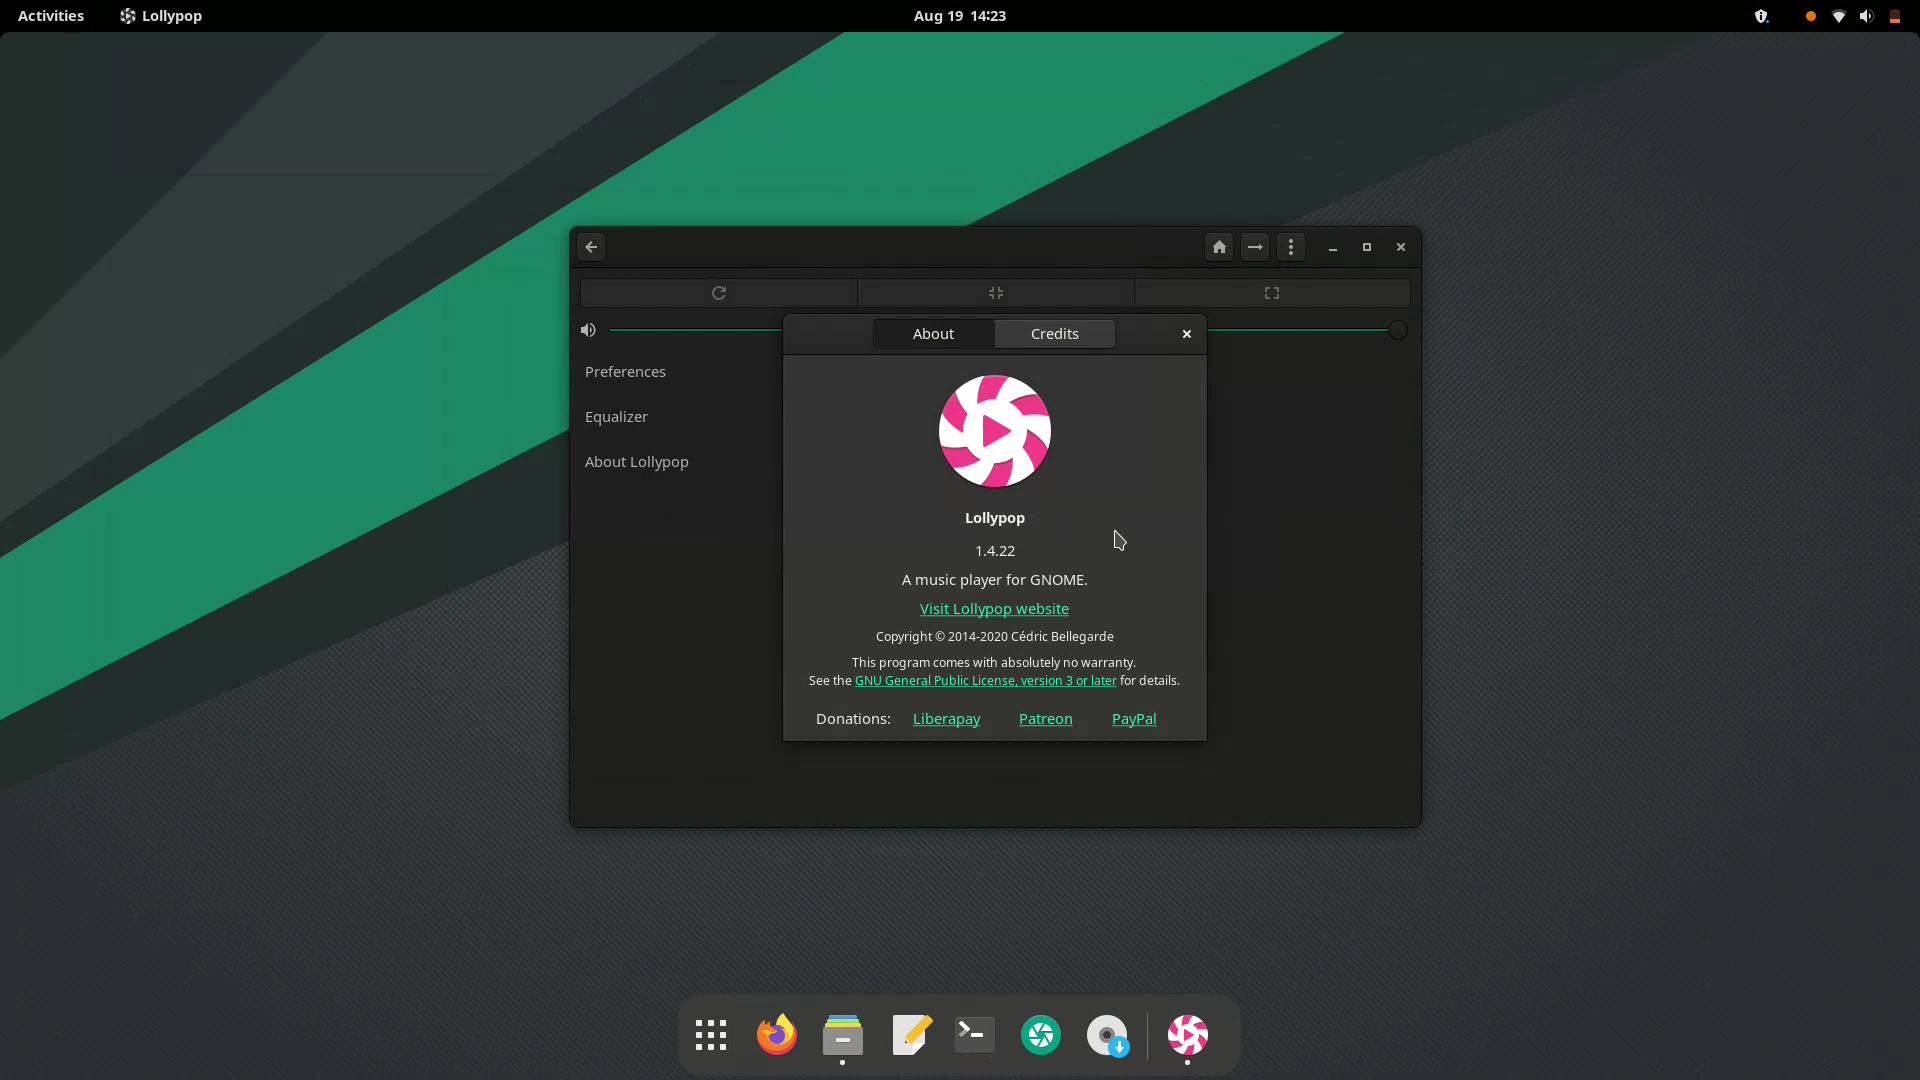 Activities
Lollypop
Aug 19 14:23
About
Credits
Preferences
Equalizer
About Lollypop
Lollypop
1.4.22
A music player for GNOME.
Visit Lollypop website
Copyright © 2014-2020 Cédric Bellegarde
This program comes with absolutely no warranty.
See the GNU General Public License, version 3 or later for details.
Donations: Liberapay Patreon PayPal